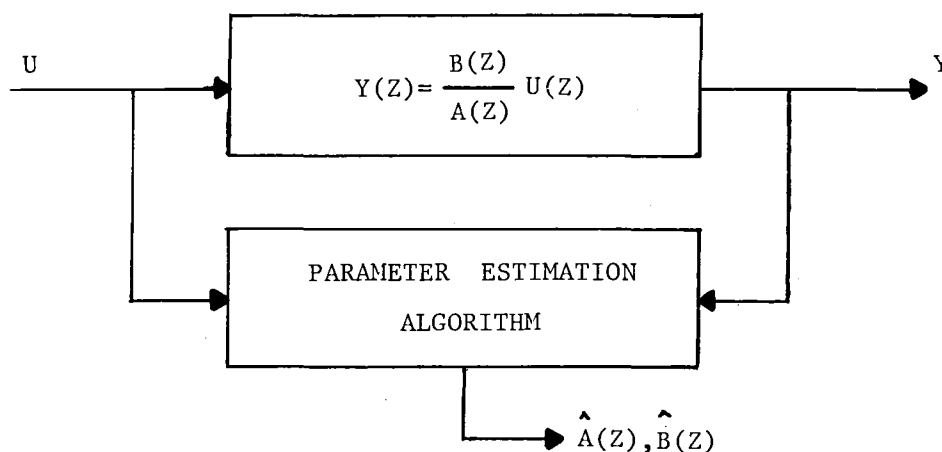 U
Y(Z)= B(Z)/A(Z) U(Z)
Y
PARAMETER ESTIMATION
ALGORITHM
Â(Z),B̂(Z)